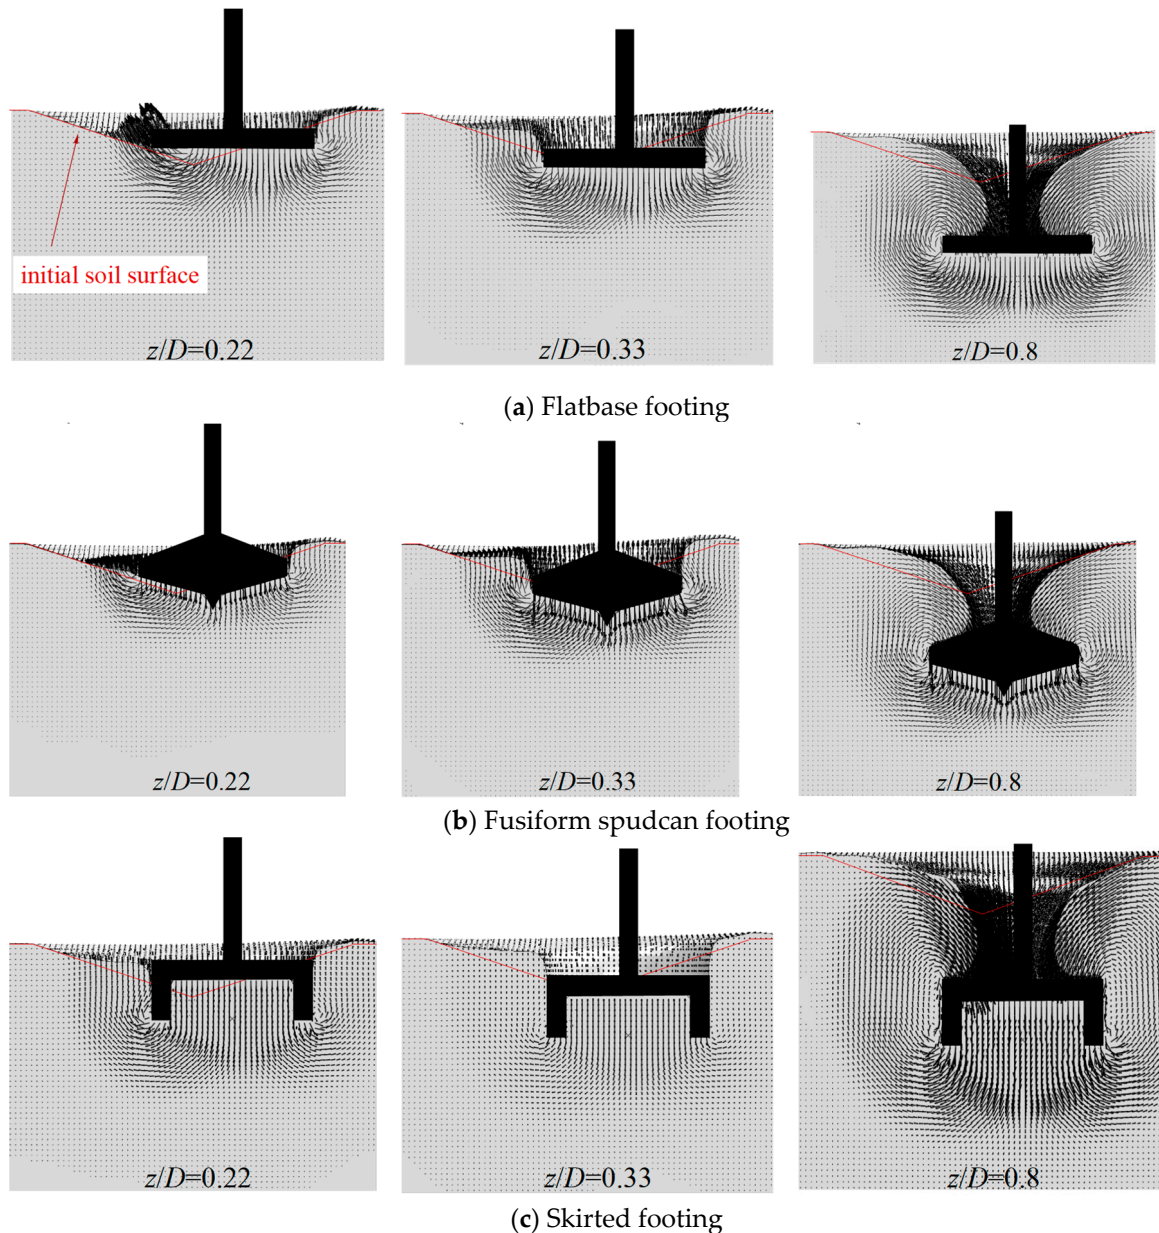 initial soil surface
z/D=0.22
z/D=0.33
z/D=0.8
(a) Flatbase footing
z/D=0.22
z/D=0.33
z/D=0.8
(b) Fusiform spudcan footing
z/D=0.22
z/D=0.33
z/D=0.8
(c) Skirted footing